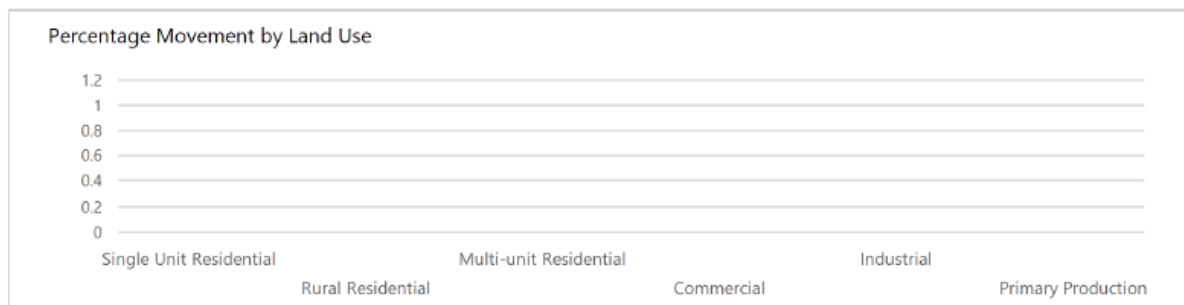 Percentage Movement by Land Use
1.2
1
0.8
0.6
0.4
0.2
0
Single Unit Residential Multi-unit Residential Industrial
Rural Residential Commercial Primary Production